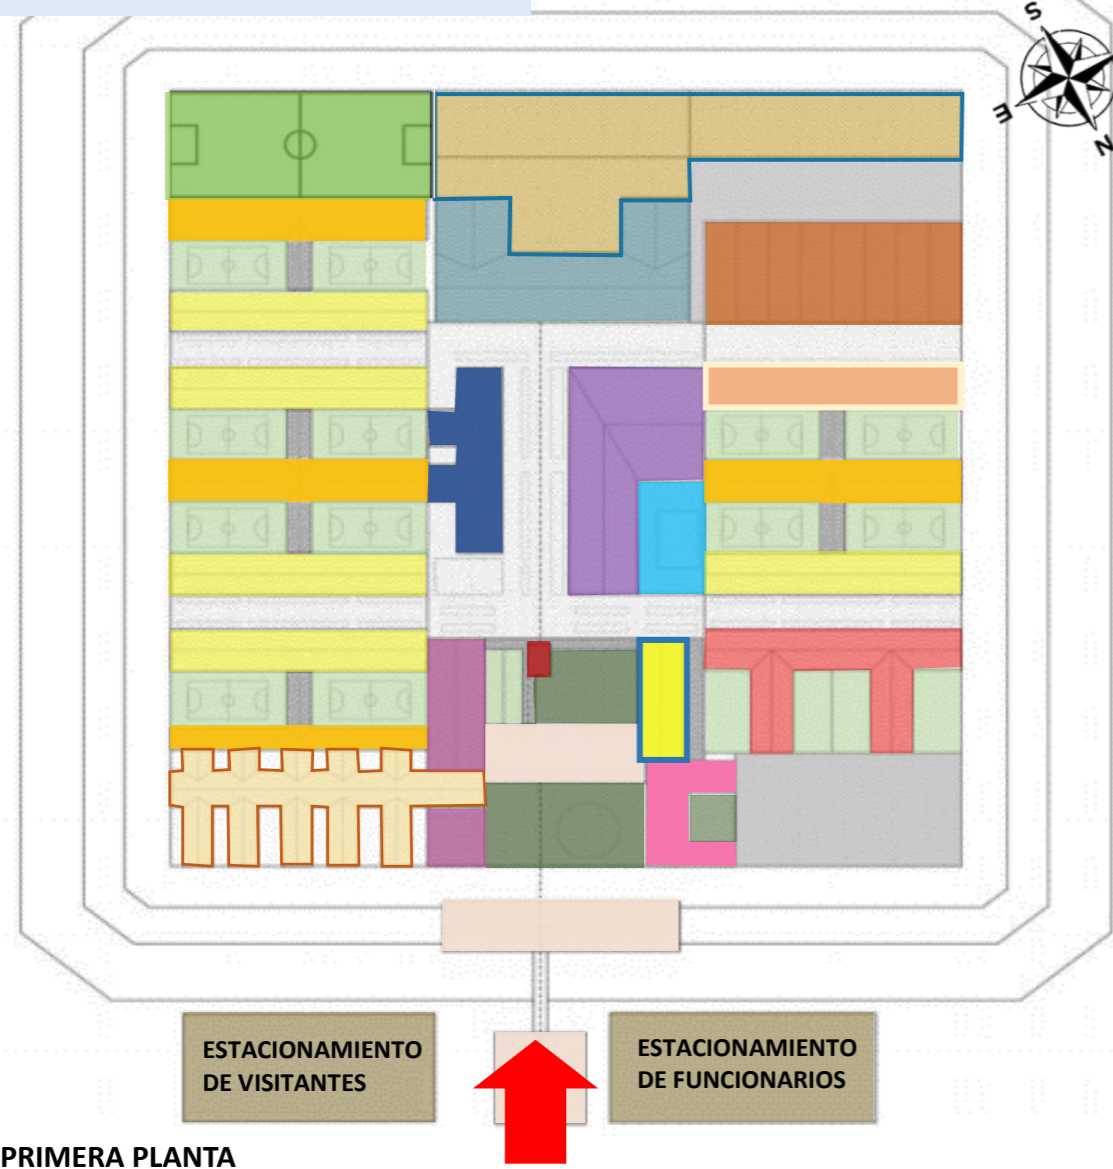 S
E
N
ESTACIONAMIENTO
DE VISITANTES
ESTACIONAMIENTO
DE FUNCIONARIOS
PRIMERA PLANTA